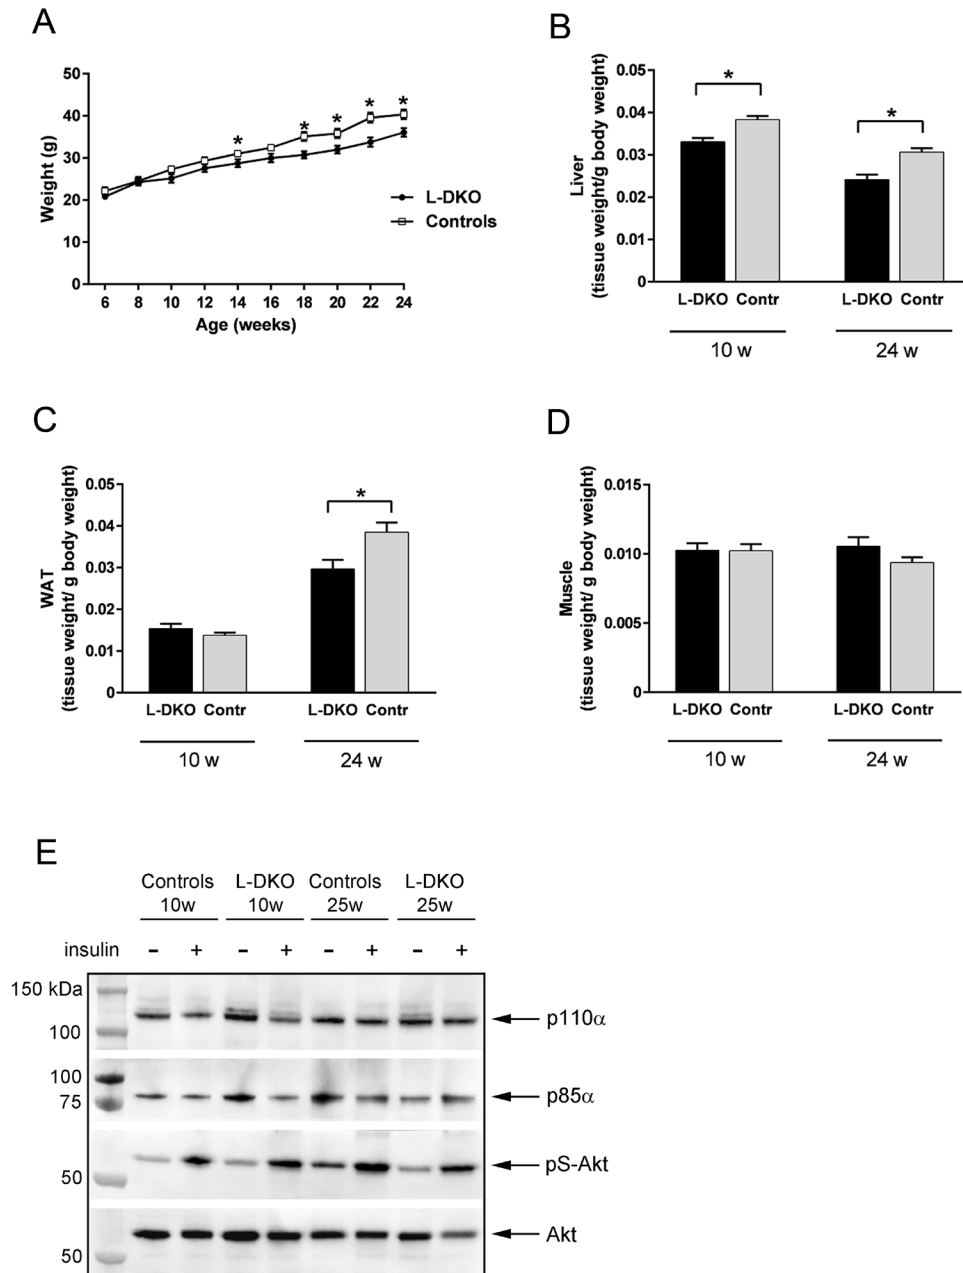 A
50
40
30
20
10
0
Weight (g)
* * * * *
L-DKO
Controls
6 8 10 12 14 16 18 20 22 24
Age (weeks)
B
0.05
0.04
0.03
0.02
0.01
0
Liver
(tissue weight/g body weight)
* *
L-DKO Contr L-DKO Contr
10 w 24 w
C
0.05
0.04
0.03
0.02
0.01
0
WAT
(tissue weight/ g body weight)
*
L-DKO Contr L-DKO Contr
10 w 24 w
D
0.015
0.010
0.005
0
Muscle
(tissue weight/ g body weight)
L-DKO Contr L-DKO Contr
10 w 24 w
E
Controls L-DKO Controls L-DKO
10w 10w 25w 25w
insulin - + - + - + - +
150 kDa
100
p110α
100
75
p85α
50
pS-Akt
50
Akt